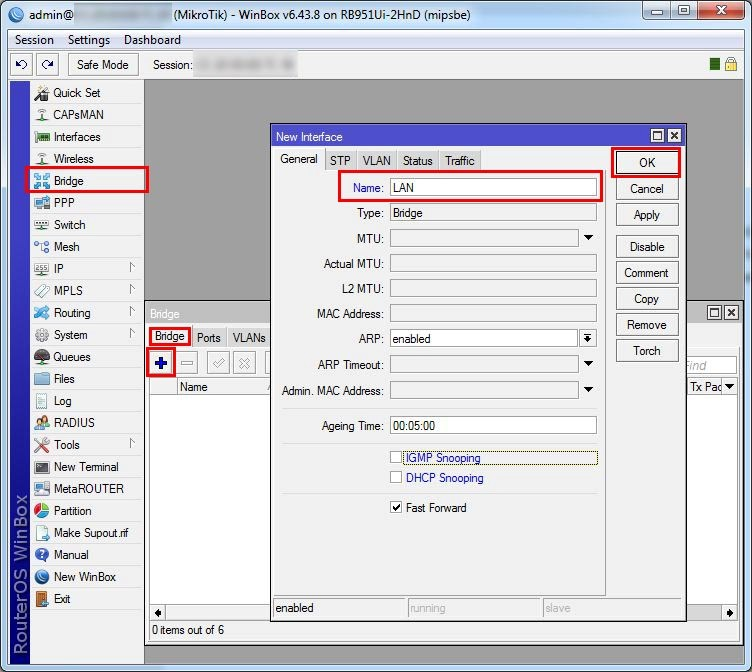 admin@ (MikroTik) - WinBox v6.43.8 on RB951Ui-2HnD (mipsbe)
Session Settings Dashboard
Safe Mode Session:
Quick Set
CAPsMAN
Interfaces
Wireless
Bridge
PPP
Switch
Mesh
IP
MPLS
Routing
System
Queues
Files
Log
RADIUS
Tools
New Terminal
MetaROUTER
Partition
Make Supout.rif
Manual
New WinBox
Exit
RouterOS WinBox
Bridge
Bridge Ports VLANs
Name
Find
Tx Pac
0 items out of 6
New Interface
General STP VLAN Status Traffic
Name: LAN
Type: Bridge
MTU:
Actual MTU:
L2 MTU:
MAC Address:
ARP: enabled
ARP Timeout:
Admin. MAC Address:
Ageing Time: 00:05:00
IGMP Snooping
DHCP Snooping
Fast Forward
enabled running slave
OK
Cancel
Apply
Disable
Comment
Copy
Remove
Torch